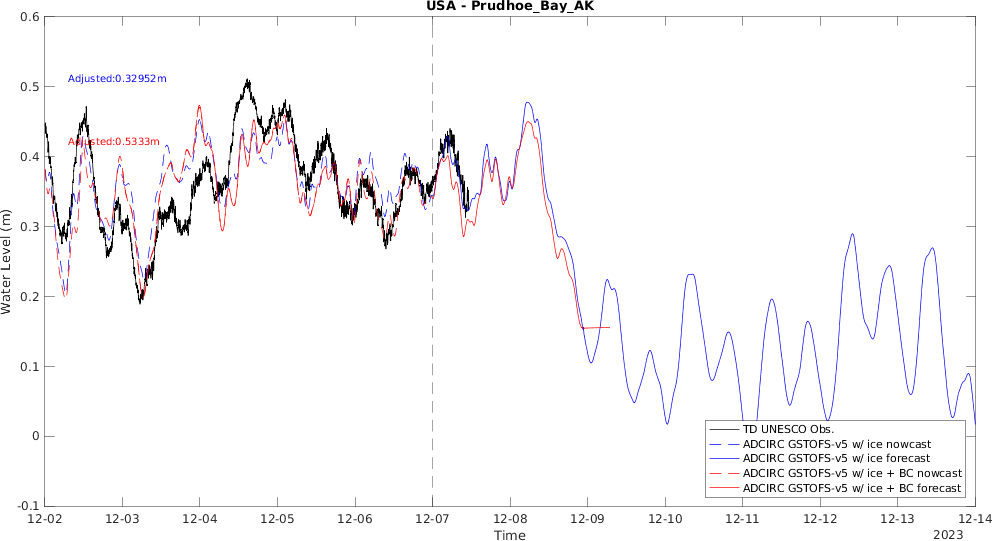 USA - Prudhoe_Bay_AK
0.6
0.5
0.4
0.3
0.2
0.1
0
-0.1
Water Level (m)
Adjusted:0.32952m
Adjusted:0.5333m
TD UNESCO Obs.
ADCIRC GSTOFS-v5 w/ ice nowcast
ADCIRC GSTOFS-v5 w/ ice forecast
ADCIRC GSTOFS-v5 w/ ice + BC nowcast
ADCIRC GSTOFS-v5 w/ ice + BC forecast
12-02 12-03 12-04 12-05 12-06 12-07 12-08 12-09 12-10 12-11 12-12 12-13 12-14
Time
2023